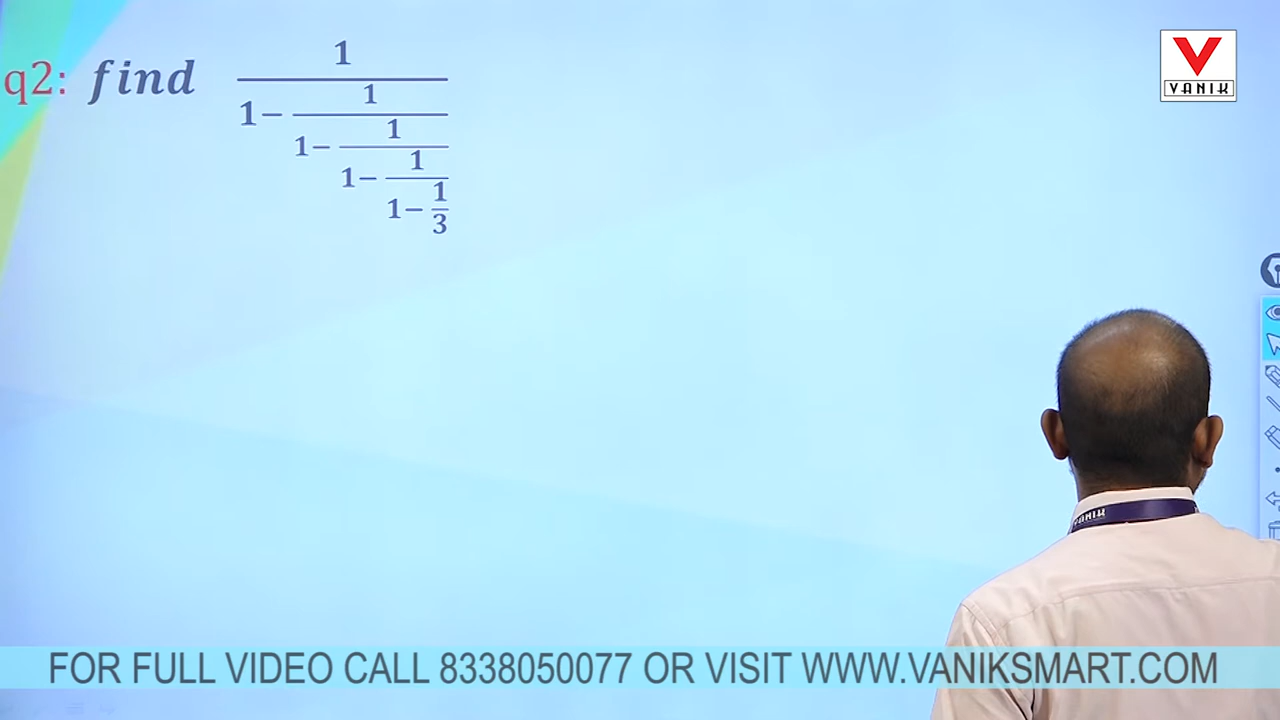 q2: find 1/(1−1/(1−1/(1−1/(1−1/3))))
VANIK
VANIK
FOR FULL VIDEO CALL 8338050077 OR VISIT WWW.VANIKSMART.COM